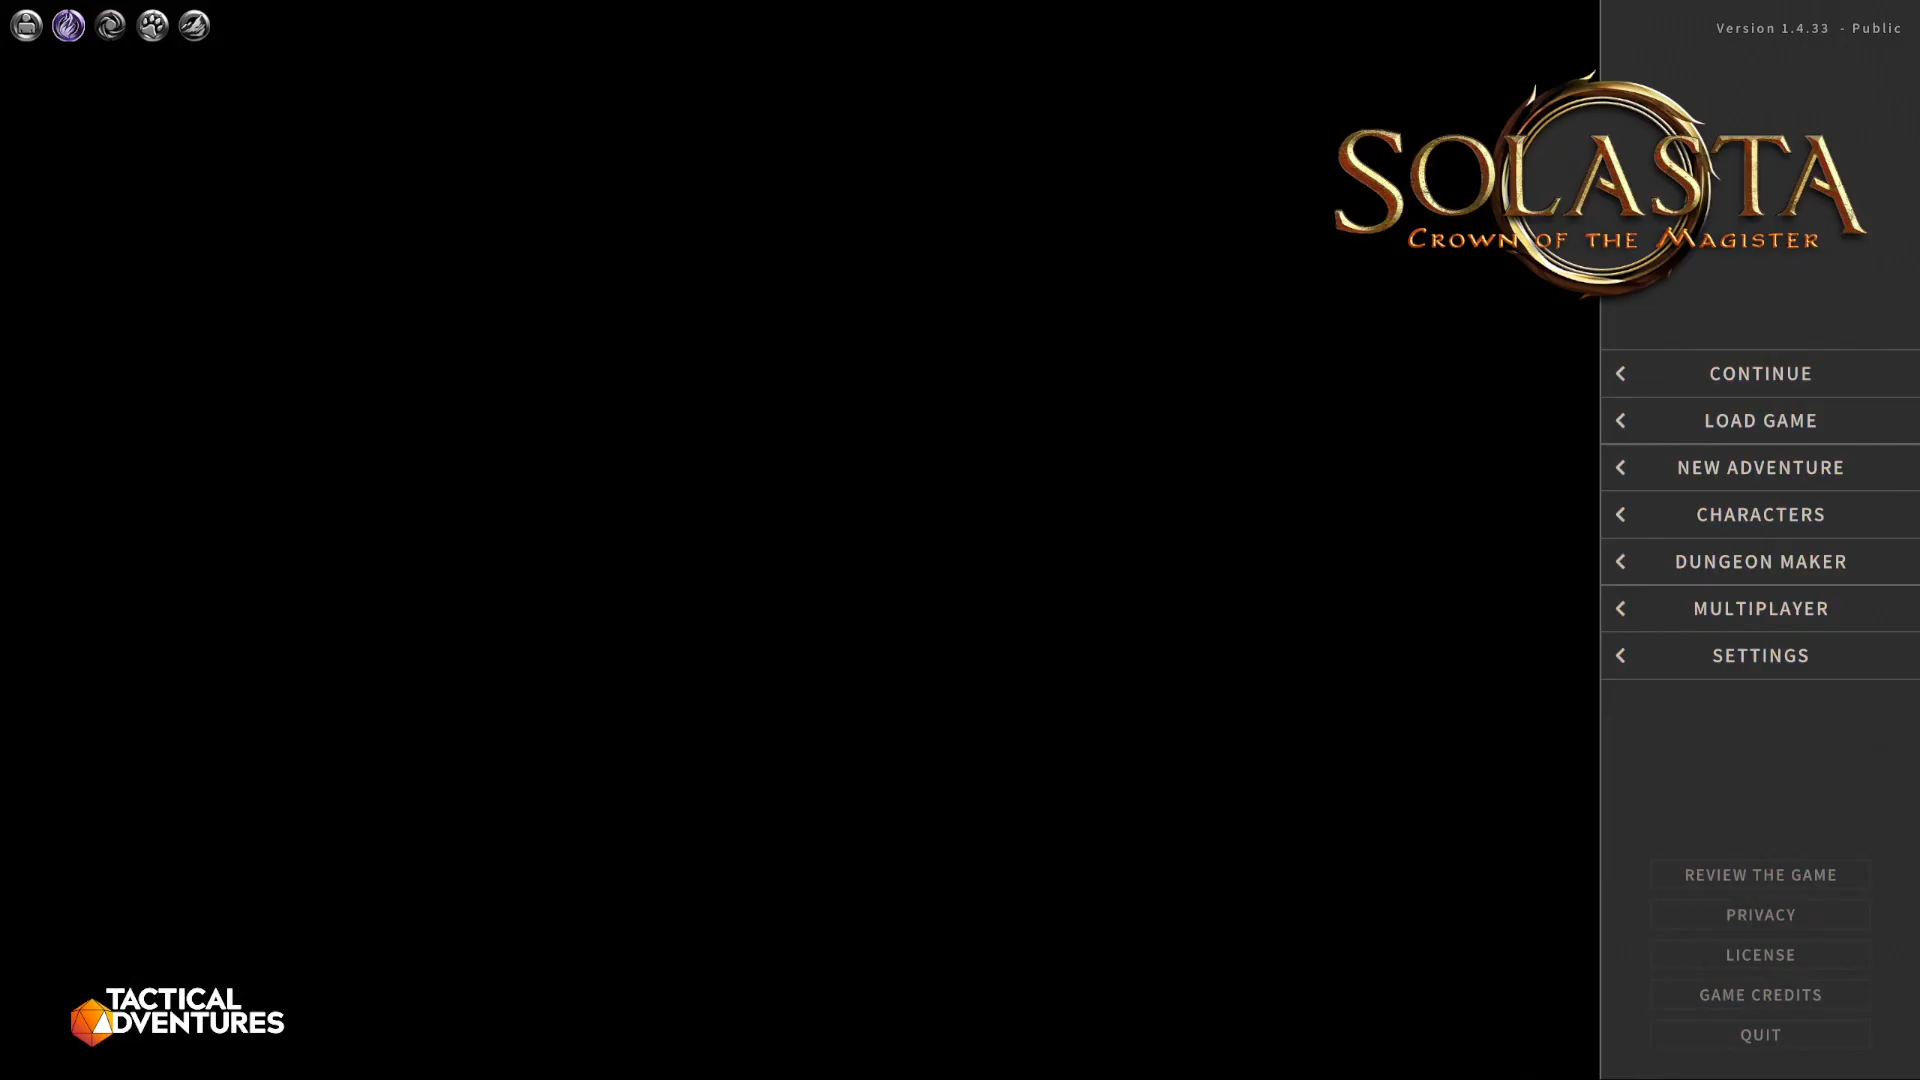 Version 1.4.33 - Public
SOLASTA
CROWN OF THE MAGISTER
CONTINUE
LOAD GAME
NEW ADVENTURE
CHARACTERS
DUNGEON MAKER
MULTIPLAYER
SETTINGS
REVIEW THE GAME
PRIVACY
LICENSE
GAME CREDITS
QUIT
TACTICAL
ADVENTURES